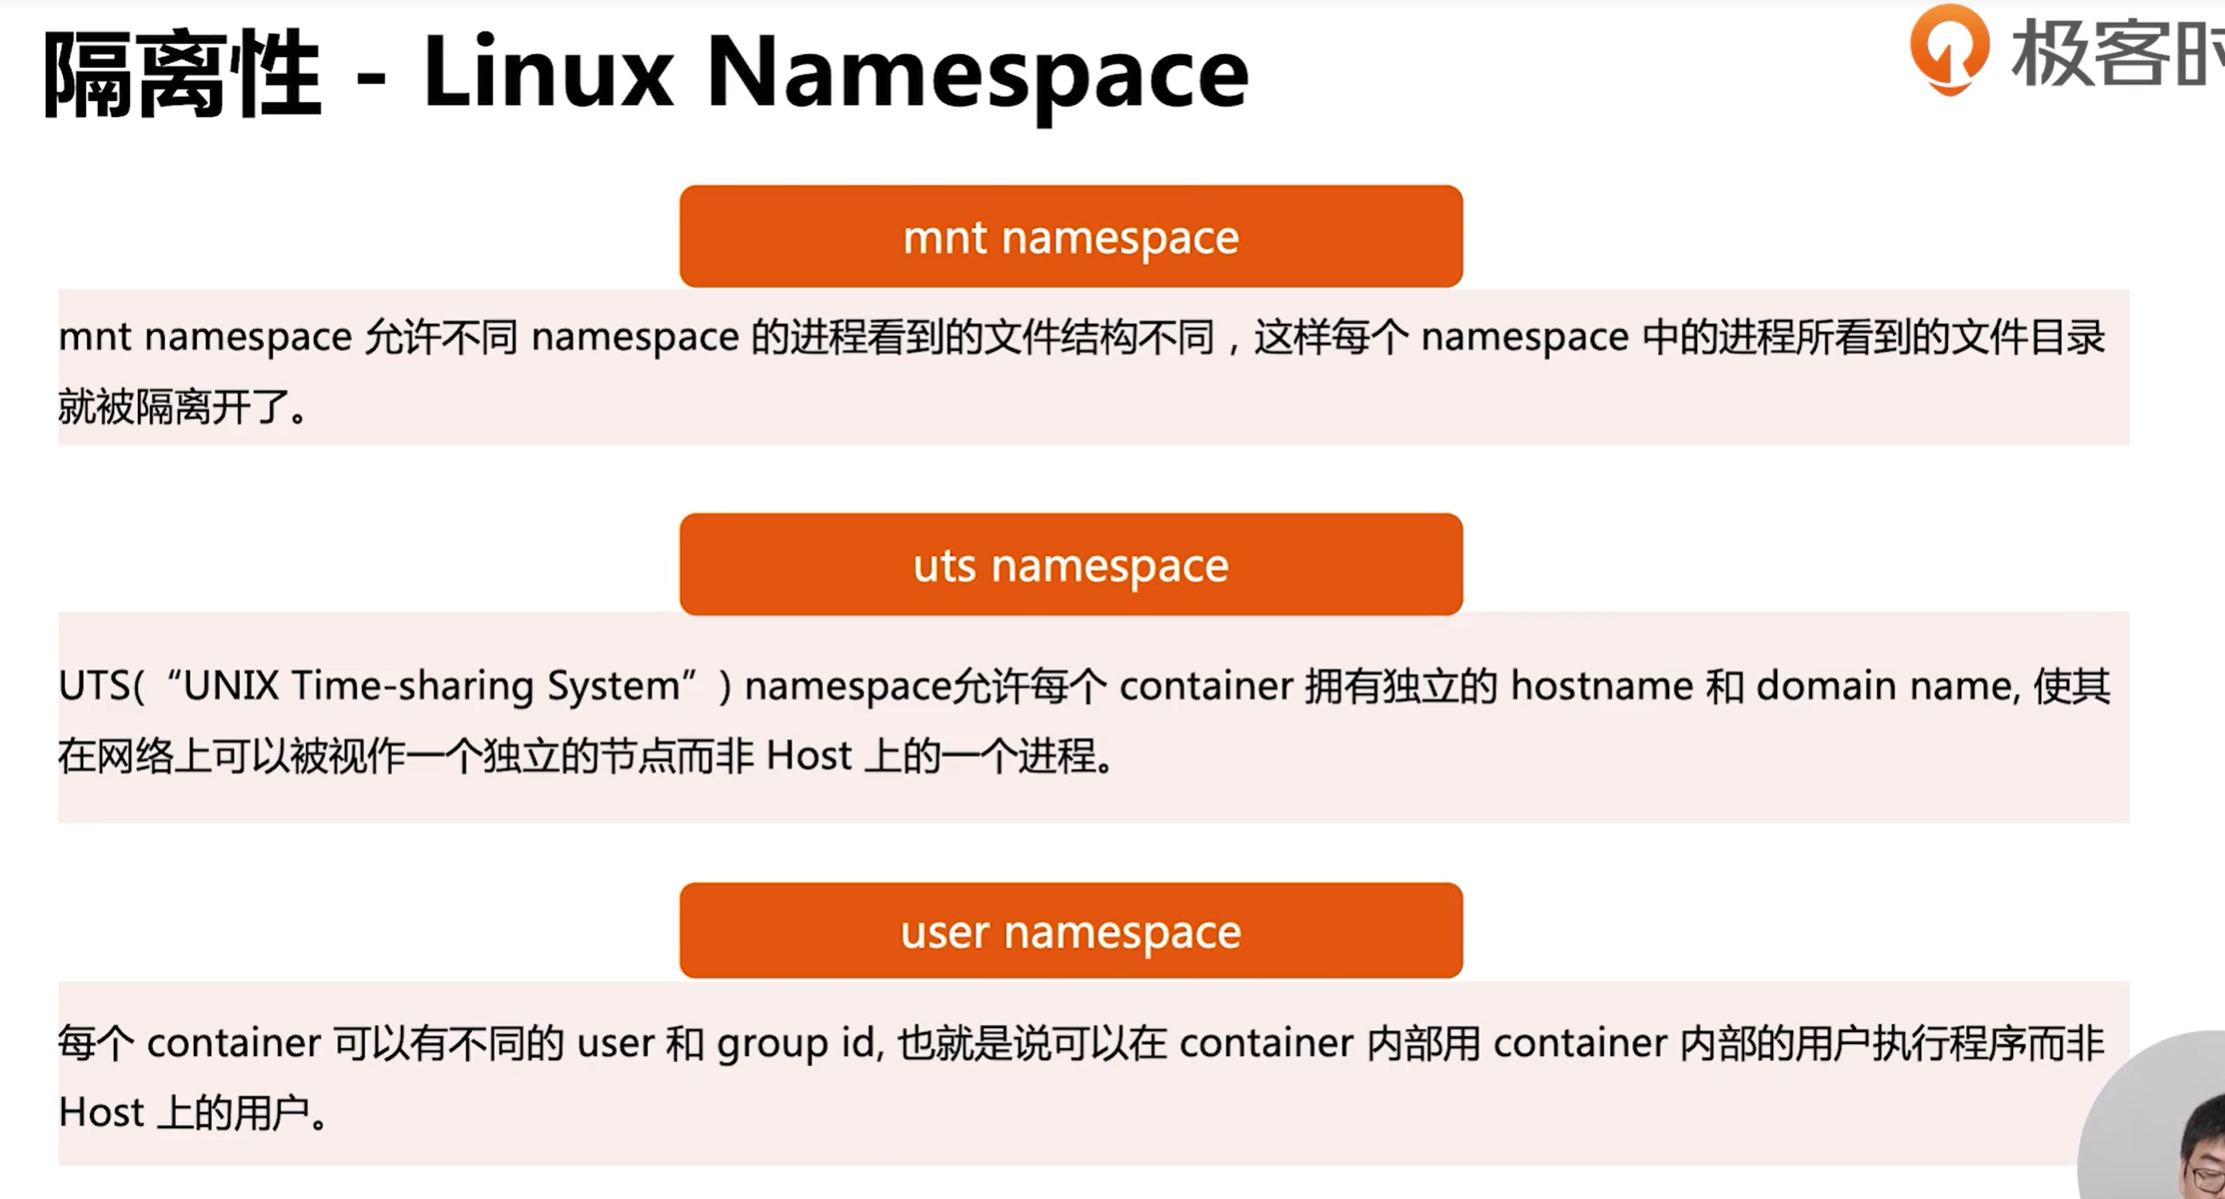 隔离性 - Linux Namespace
极客时
mnt namespace
mnt namespace 允许不同 namespace 的进程看到的文件结构不同，这样每个 namespace 中的进程所看到的文件目录
就被隔离开了。
uts namespace
UTS(“UNIX Time-sharing System”) namespace允许每个 container 拥有独立的 hostname 和 domain name, 使其
在网络上可以被视作一个独立的节点而非 Host 上的一个进程。
user namespace
每个 container 可以有不同的 user 和 group id, 也就是说可以在 container 内部用 container 内部的用户执行程序而非
Host 上的用户。